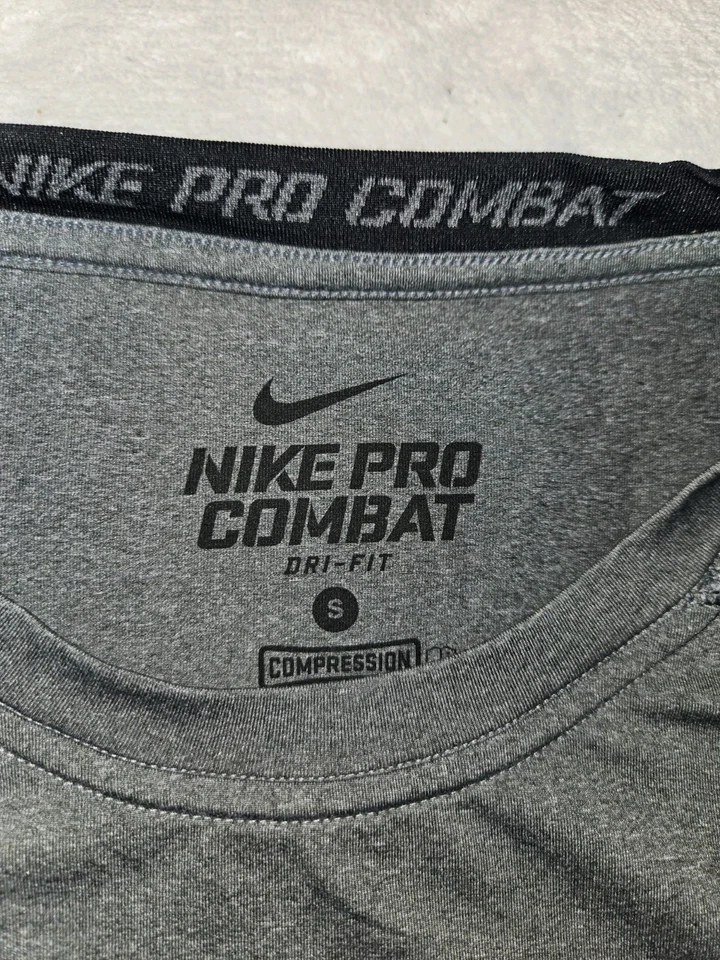 NIKE PRO COMBAT
NIKE PRO
COMBAT
DRI-FIT
S
COMPRESSION